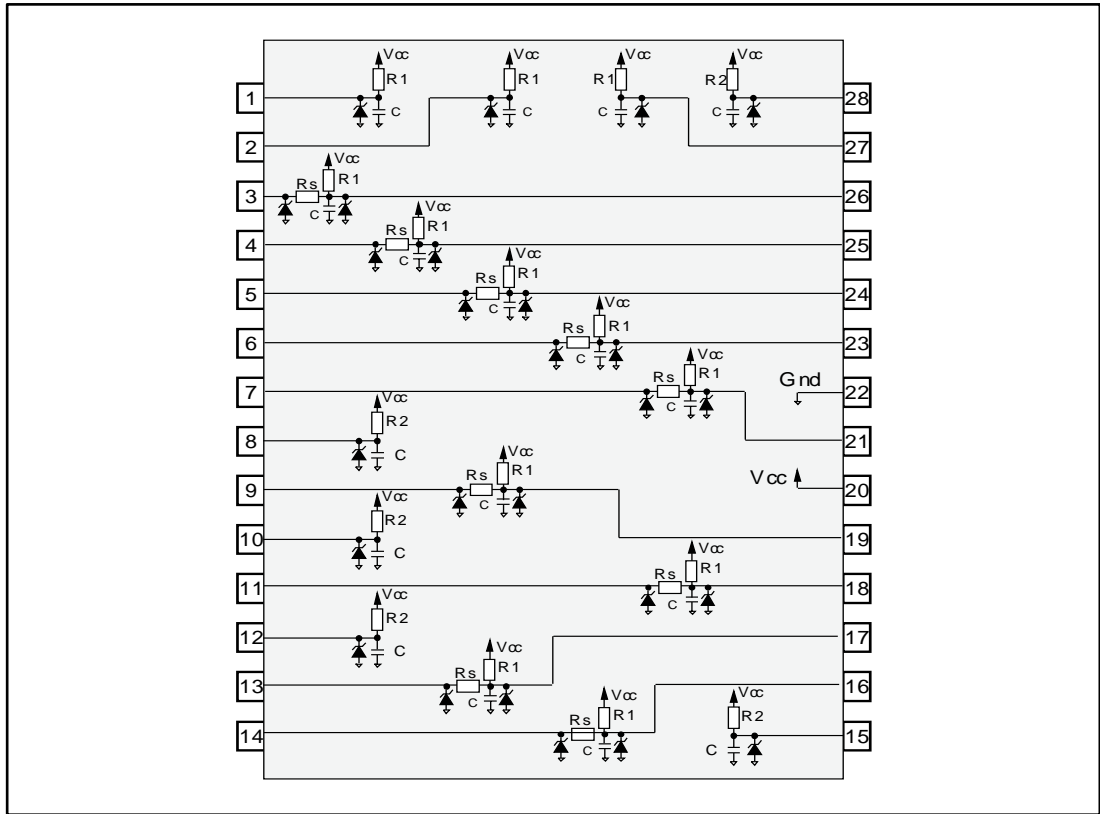 Vcc Vcc Vcc Vcc
R1 R1 R1 R2
1 C C C C 28
2 27
Vcc
Rs R1
3 C 26
Vcc
Rs R1
4 C 25
Vcc
Rs R1
5 C 24
Vcc
Rs R1
6 C 23
Vcc
Rs R1 Gnd
7 C 22
Vcc
R2
8 C 21
Vcc
Rs R1 Vcc
9 C 20
Vcc
R2
10 C 19
Vcc
Rs R1
11 C 18
Vcc
R2
12 C 17
Vcc
Rs R1
13 C 16
Vcc Vcc
Rs R1 R2
14 C C 15